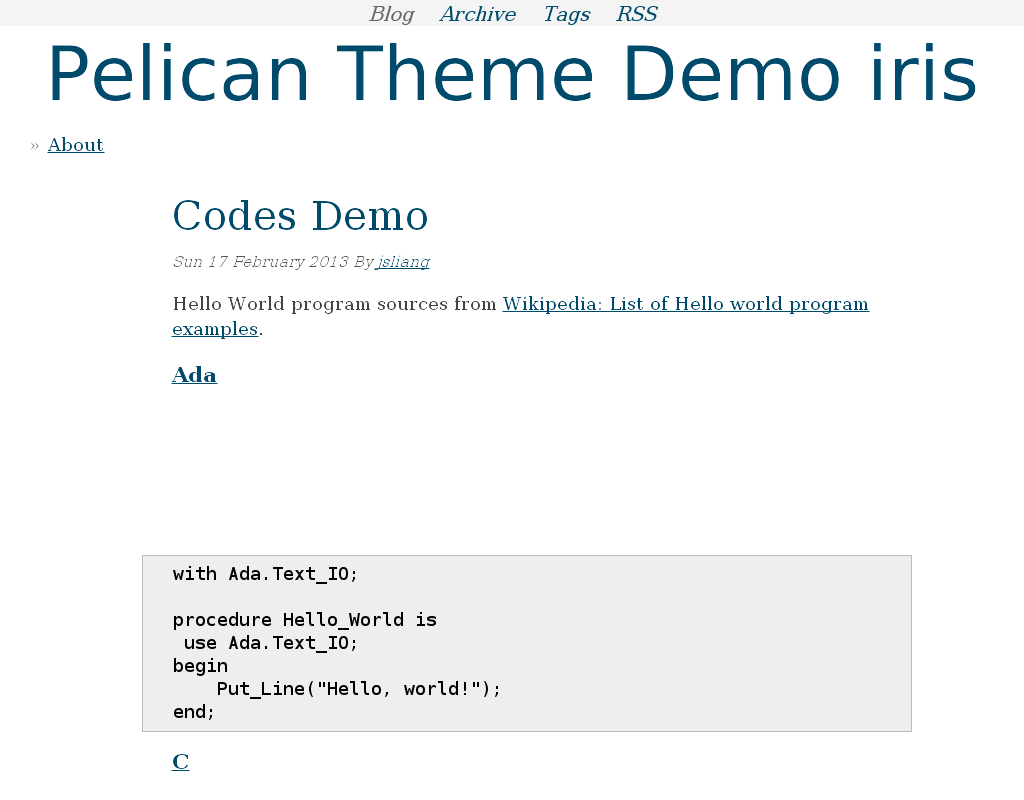 Blog Archive Tags RSS
Pelican Theme Demo iris
» About
Codes Demo
Sun 17 February 2013 By jsliang
Hello World program sources from Wikipedia: List of Hello world program
examples.
Ada
with Ada.Text_IO;
procedure Hello_World is
 use Ada.Text_IO;
begin
    Put_Line("Hello, world!");
end;
C